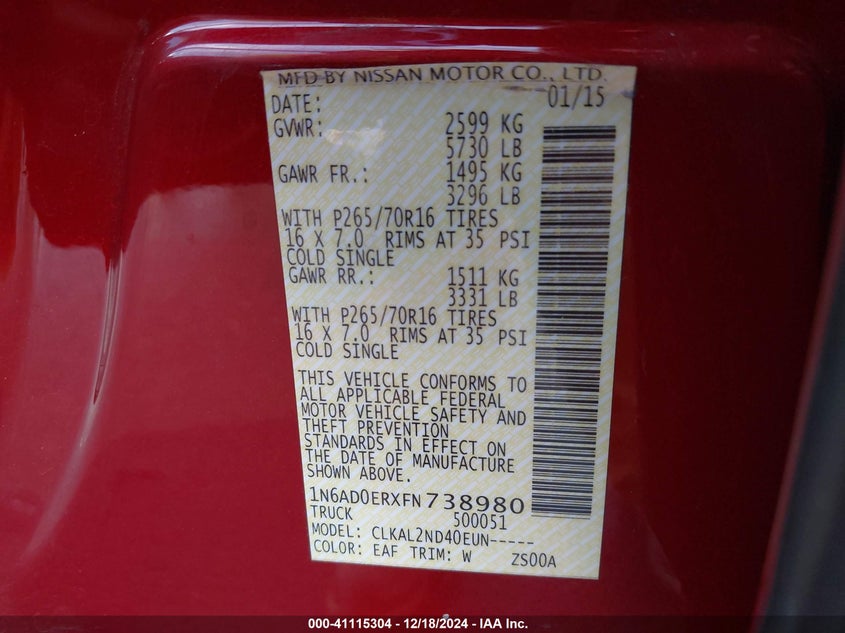 MFD BY NISSAN MOTOR CO., LTD.
DATE: 01/15
GVWR: 2599 KG
5730 LB
GAWR FR.: 1495 KG
3296 LB
WITH P265/70R16 TIRES
16 X 7.0 RIMS AT 35 PSI
COLD SINGLE
GAWR RR.: 1511 KG
3331 LB
WITH P265/70R16 TIRES
16 X 7.0 RIMS AT 35 PSI
COLD SINGLE
THIS VEHICLE CONFORMS TO
ALL APPLICABLE FEDERAL
MOTOR VEHICLE SAFETY AND
THEFT PREVENTION
STANDARDS IN EFFECT ON
THE DATE OF MANUFACTURE
SHOWN ABOVE.
1N6AD0ERXFN738980
TRUCK 500051
MODEL: CLKAL2ND40EUN-----
COLOR: EAF TRIM: W ZS00A
000-41115304 - 12/18/2024 - IAA Inc.